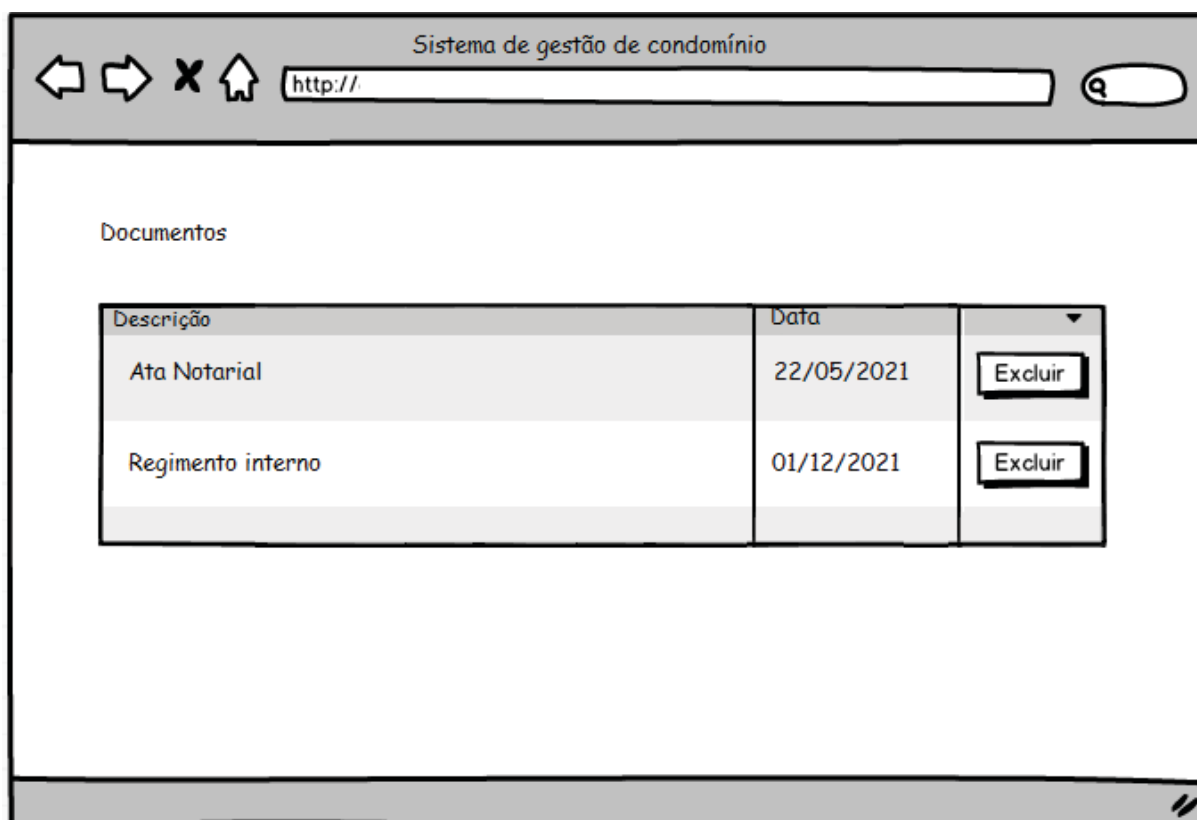 Sistema de gestão de condomínio
http://
Documentos
Descrição Data
Ata Notarial 22/05/2021 Excluir
Regimento interno 01/12/2021 Excluir